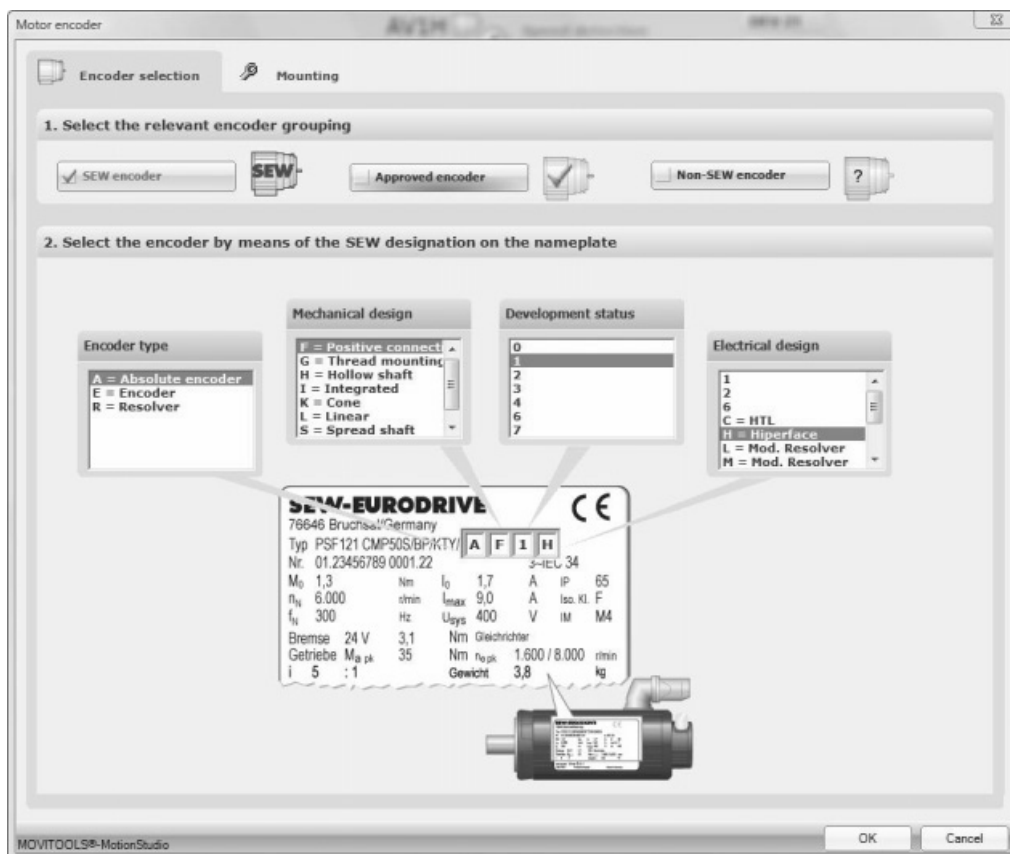 Motor encoder
AV1H
Encoder selection
Mounting
1. Select the relevant encoder grouping
SEW encoder
SEW
Approved encoder
Non-SEW encoder
?
2. Select the encoder by means of the SEW designation on the nameplate
Encoder type
A = Absolute encoder
E = Encoder
R = Resolver
Mechanical design
F = Positive connecti
G = Thread mounting
H = Hollow shaft
I = Integrated
K = Cone
L = Linear
S = Spread shaft
Development status
0
1
2
3
4
6
7
Electrical design
1
2
6
C = HTL
H = Hiperface
L = Mod. Resolver
M = Mod. Resolver
SEW-EURODRIVE CE
76646 Bruchsal/Germany
Typ PSF121 CMP50S/BP/KTY/ A F 1 H
Nr. 01.23456789 0001.22 3~IEC 34
M0 1,3 Nm I0 1,7 A IP 65
nN 6.000 r/min Imax 9,0 A Iso. Kl. F
fN 300 Hz Usys 400 V IM M4
Bremse 24 V 3,1 Nm Gleichrichter
Getriebe Ma pk 35 Nm ne pk 1.600 / 8.000 r/min
i 5 :1 Gewicht 3,8 kg
SEW-EURODRIVE
MOVITOOLS®-MotionStudio
OK
Cancel